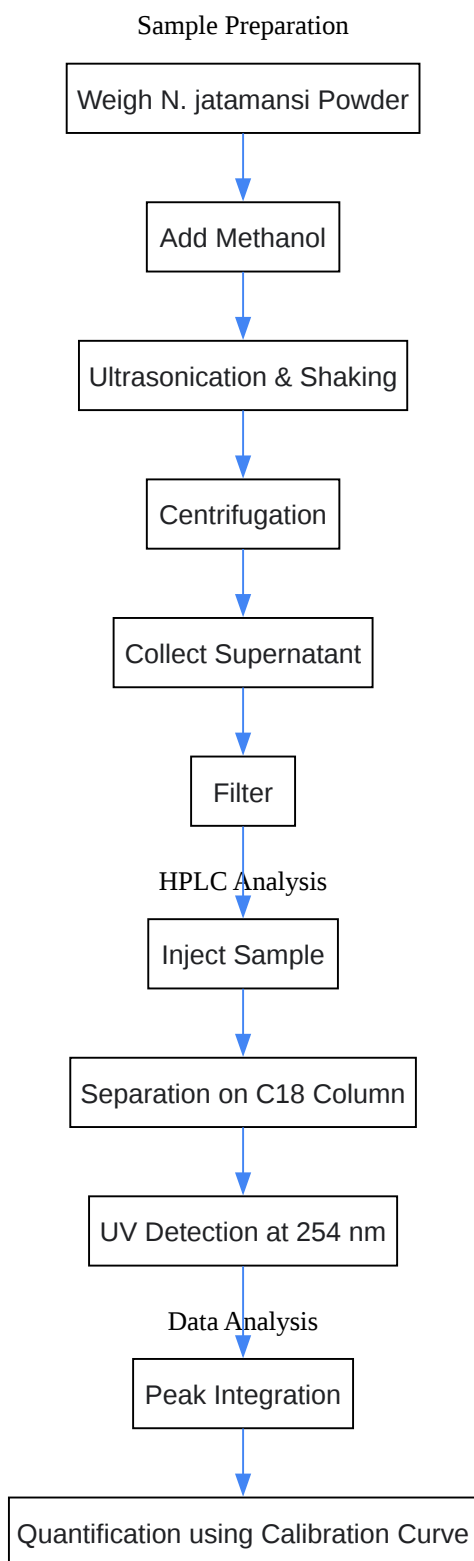 Sample Preparation
Weigh N. jatamansi Powder
Add Methanol
Ultrasonication & Shaking
Centrifugation
Collect Supernatant
Filter
HPLC Analysis
Inject Sample
Separation on C18 Column
UV Detection at 254 nm
Data Analysis
Peak Integration
Quantification using Calibration Curve